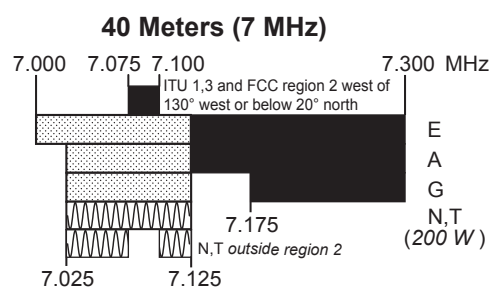 40 Meters (7 MHz)
7.000 7.075 7.100 7.300 MHz
ITU 1,3 and FCC region 2 west of
130° west or below 20° north
E
A
G
N,T
(200 W)
7.175
N,T outside region 2
7.025 7.125